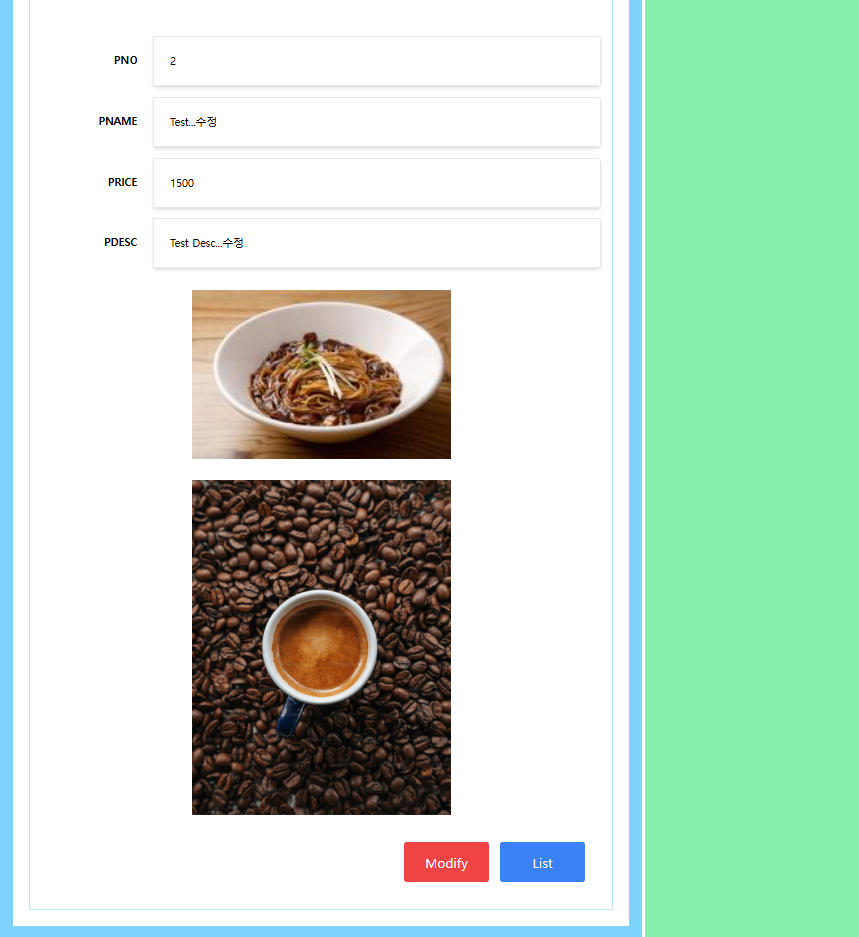 PNO
2
PNAME
Test...수정
PRICE
1500
PDESC
Test Desc...수정
Modify
List